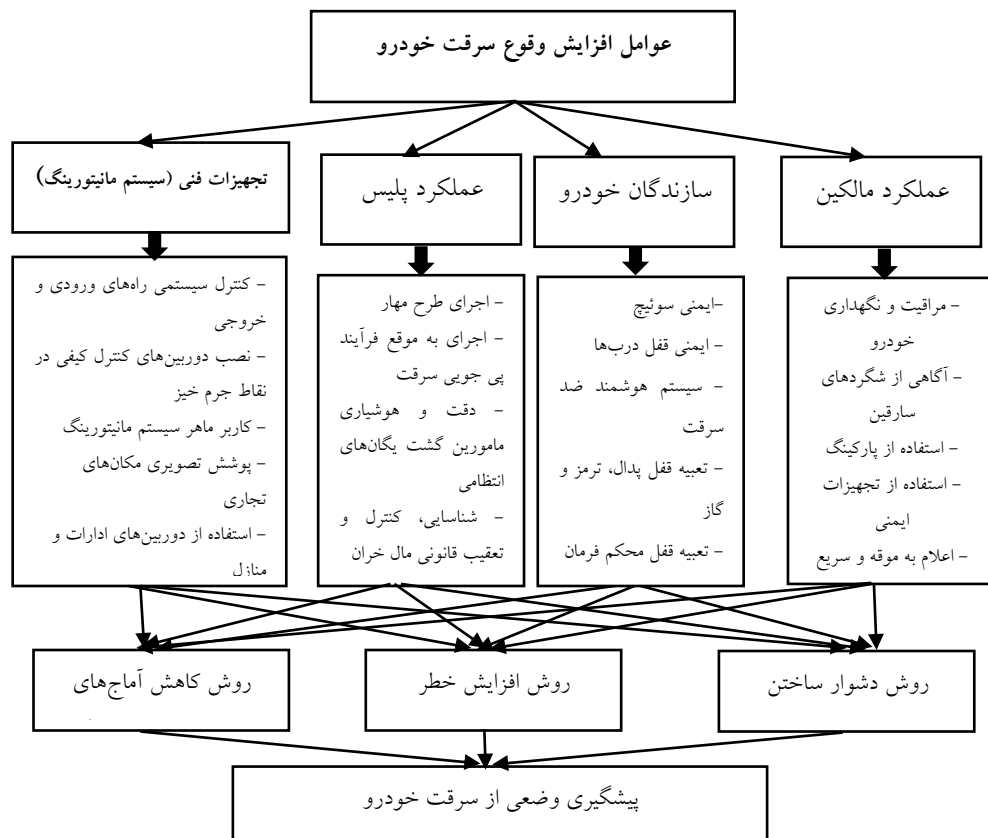 عوامل افزایش وقوع سرقت خودرو
عملکرد مالکین
سازندگان خودرو
عملکرد پلیس
تجهیزات فنی (سیستم مانیتورینگ)
- مراقبت و نگهداری
خودرو
- آگاهی از شگردهای
سارقین
- استفاده از پارکینگ
- استفاده از تجهیزات
ایمنی
- اعلام به موقه و سریع
-ایمنی سوئیچ
- ایمنی قفل درب‌ها
- سیستم هوشمند ضد
سرقت
- تعبیه قفل پدال، ترمز و
گاز
- تعبیه قفل محکم فرمان
- اجرای طرح مهار
- اجرای به موقع فرآیند
پی جویی سرقت
- دقت و هوشیاری
مامورین گشت یگان‌های
انتظامی
- شناسایی، کنترل و
تعقیب قانونی مال خران
- کنترل سیستمی راه‌های ورودی و
خروجی
- نصب دوربین‌های کنترل کیفی در
نقاط جرم خیز
- کاربر ماهر سیستم مانیتورینگ
- پوشش تصویری مکان‌های
تجاری
- استفاده از دوربین‌های ادارات و
منازل
روش دشوار ساختن
روش افزایش خطر
روش کاهش آماج‌های
پیشگیری وضعی از سرقت خودرو